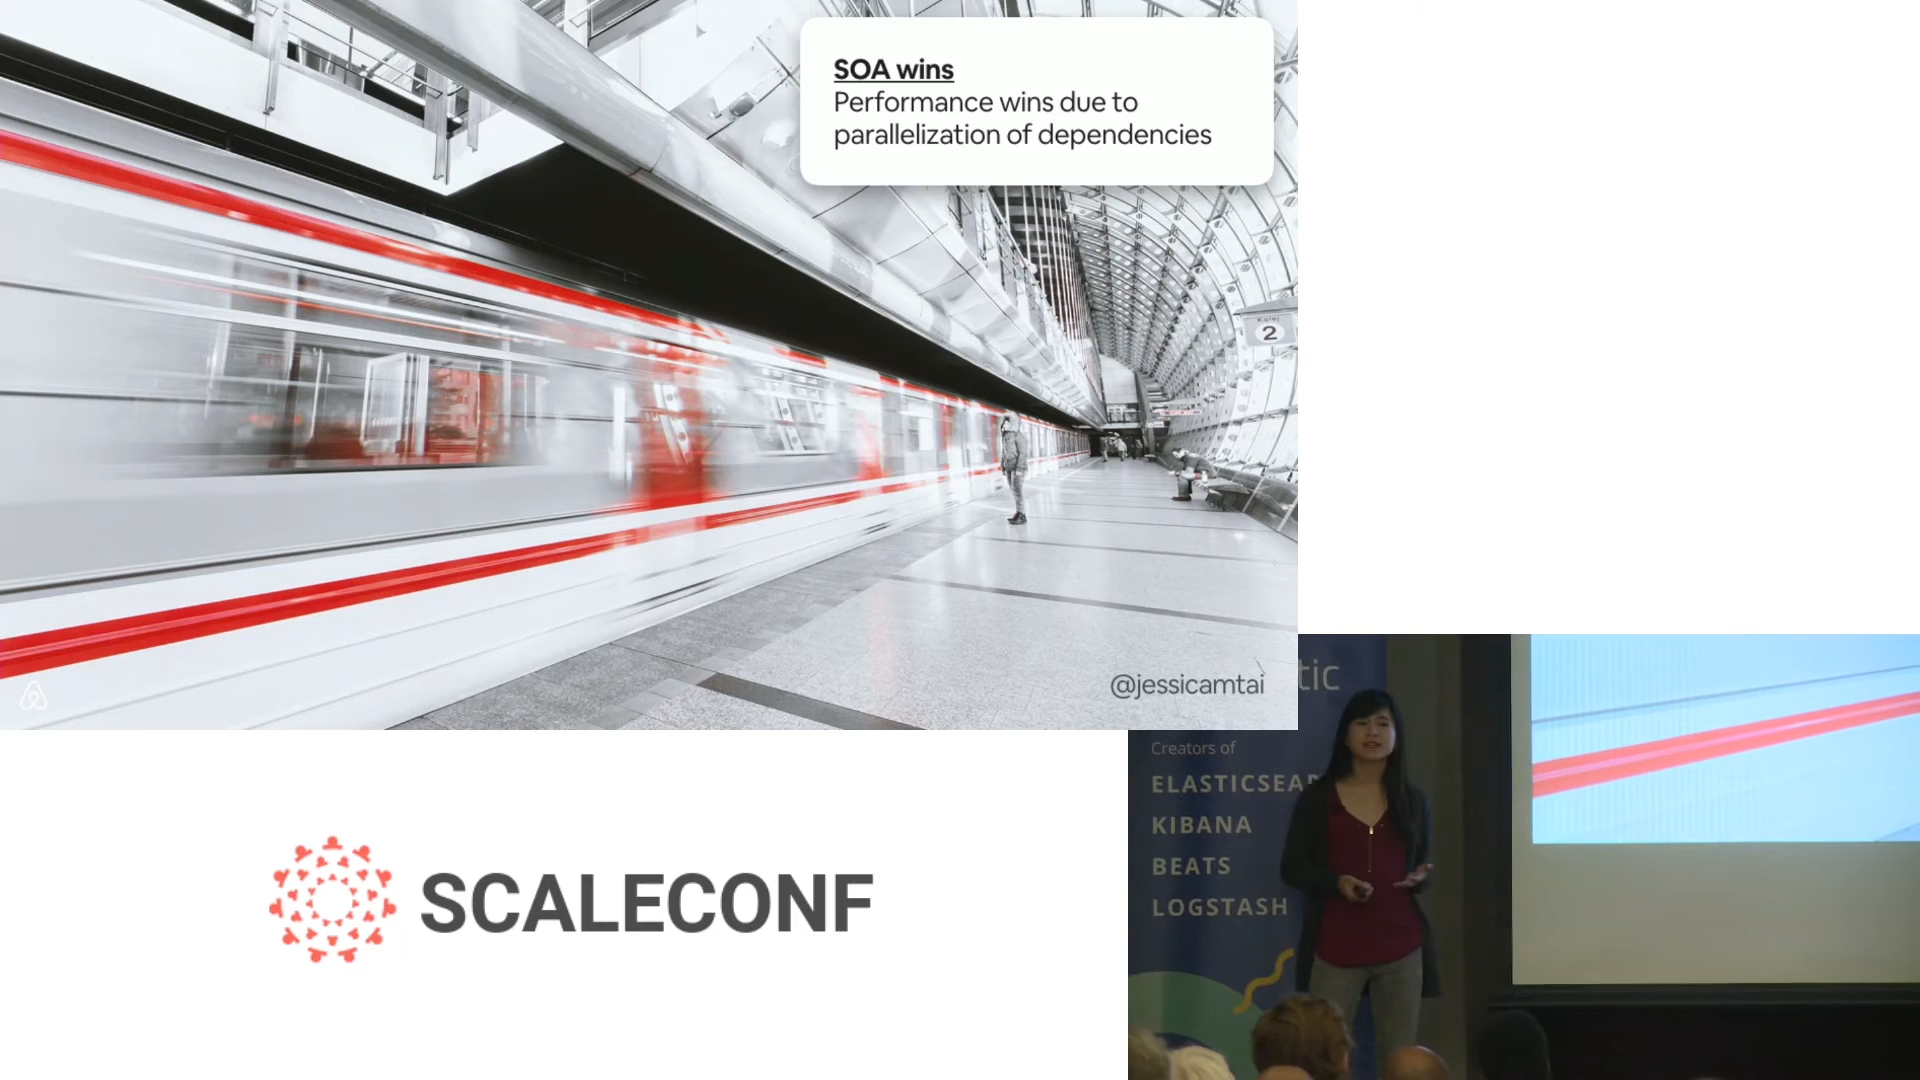 SOA wins
Performance wins due to
parallelization of dependencies
2
@jessicamtai
tic
Creators of
ELASTICSEAR
KIBANA
BEATS
LOGSTASH
SCALECONF